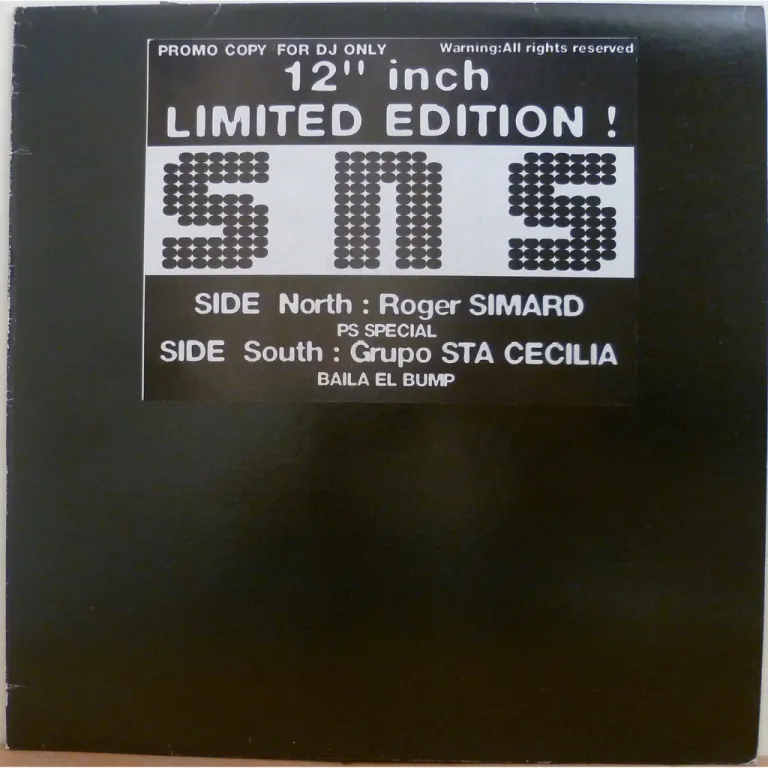 PROMO COPY FOR DJ ONLY Warning:All rights reserved
12" inch
LIMITED EDITION !
sns
SIDE North : Roger SIMARD
PS SPECIAL
SIDE South : Grupo STA CECILIA
BAILA EL BUMP